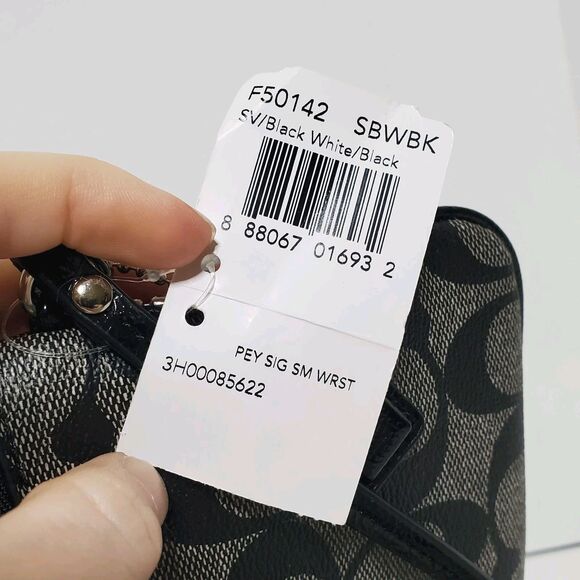 F50142 SBWBK
SV/Black White/Black
8 88067 01693 2
PEY SIG SM WRST
3H00085622